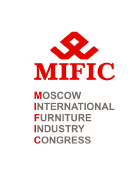 MIFIC
MOSCOW
INTERNATIONAL
FURNITURE
INDUSTRY
CONGRESS